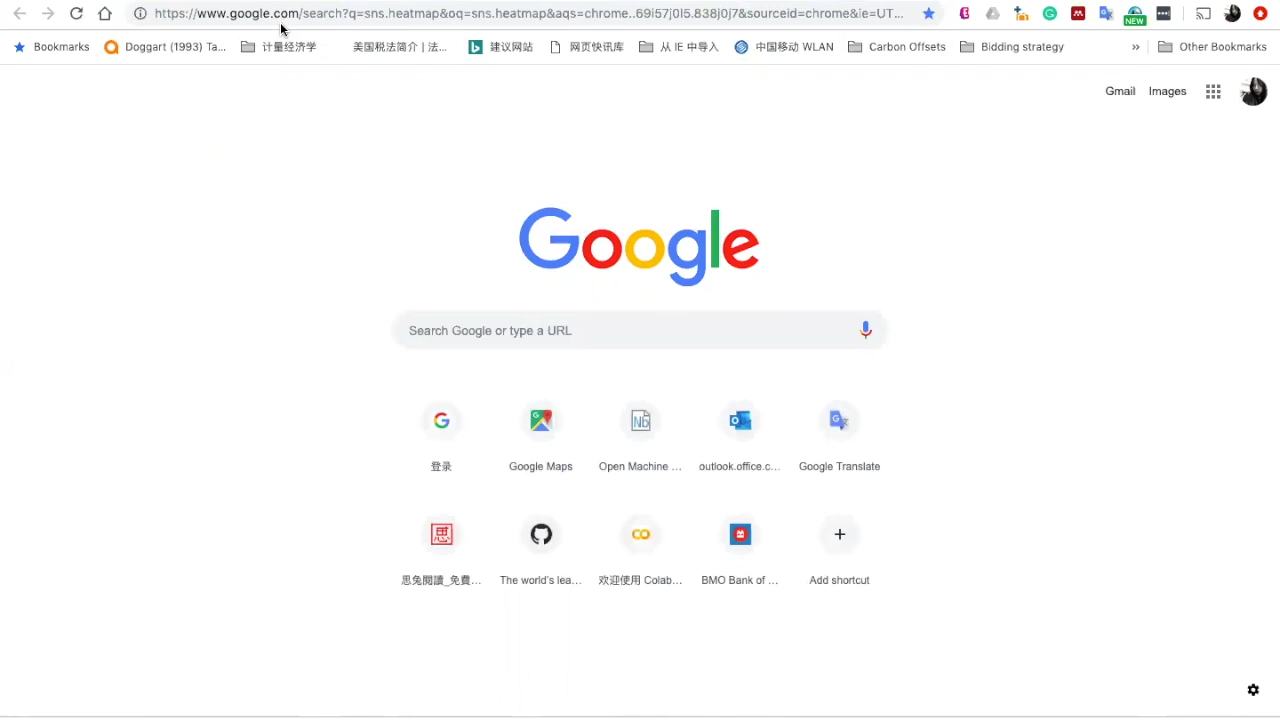 https://www.google.com/search?q=sns.heatmap&oq=sns.heatmap&aqs=chrome..69i57j0l5.838j0j7&sourceid=chrome&ie=UT...
NEW
Bookmarks
Doggart (1993) Ta...
计量经济学
美国税法简介 | 法...
建议网站
网页快讯库
从 IE 中导入
中国移动 WLAN
Carbon Offsets
Bidding strategy
»
Other Bookmarks
Gmail
Images
Google
Search Google or type a URL
登录
Google Maps
Open Machine ...
outlook.office.c...
Google Translate
思兔閱讀_免費...
The world's lea...
欢迎使用 Colab...
BMO Bank of ...
Add shortcut